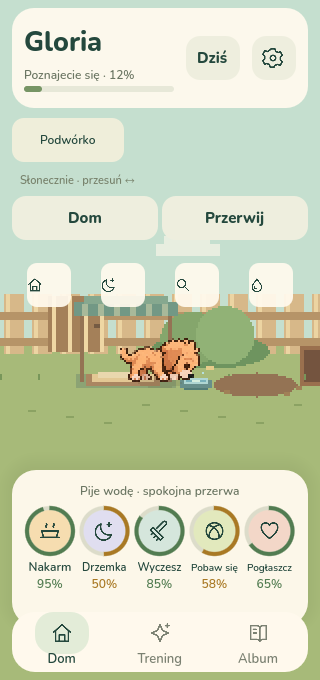 Gloria
Dziś
Poznajecie się · 12%
Podwórko
Słonecznie · przesuń ↔
Dom
Przerwij
Pije wodę · spokojna przerwa
Nakarm
Drzemka
Wyczesz
Pobaw się
Pogłaszcz
95%
50%
85%
58%
65%
Dom
Trening
Album